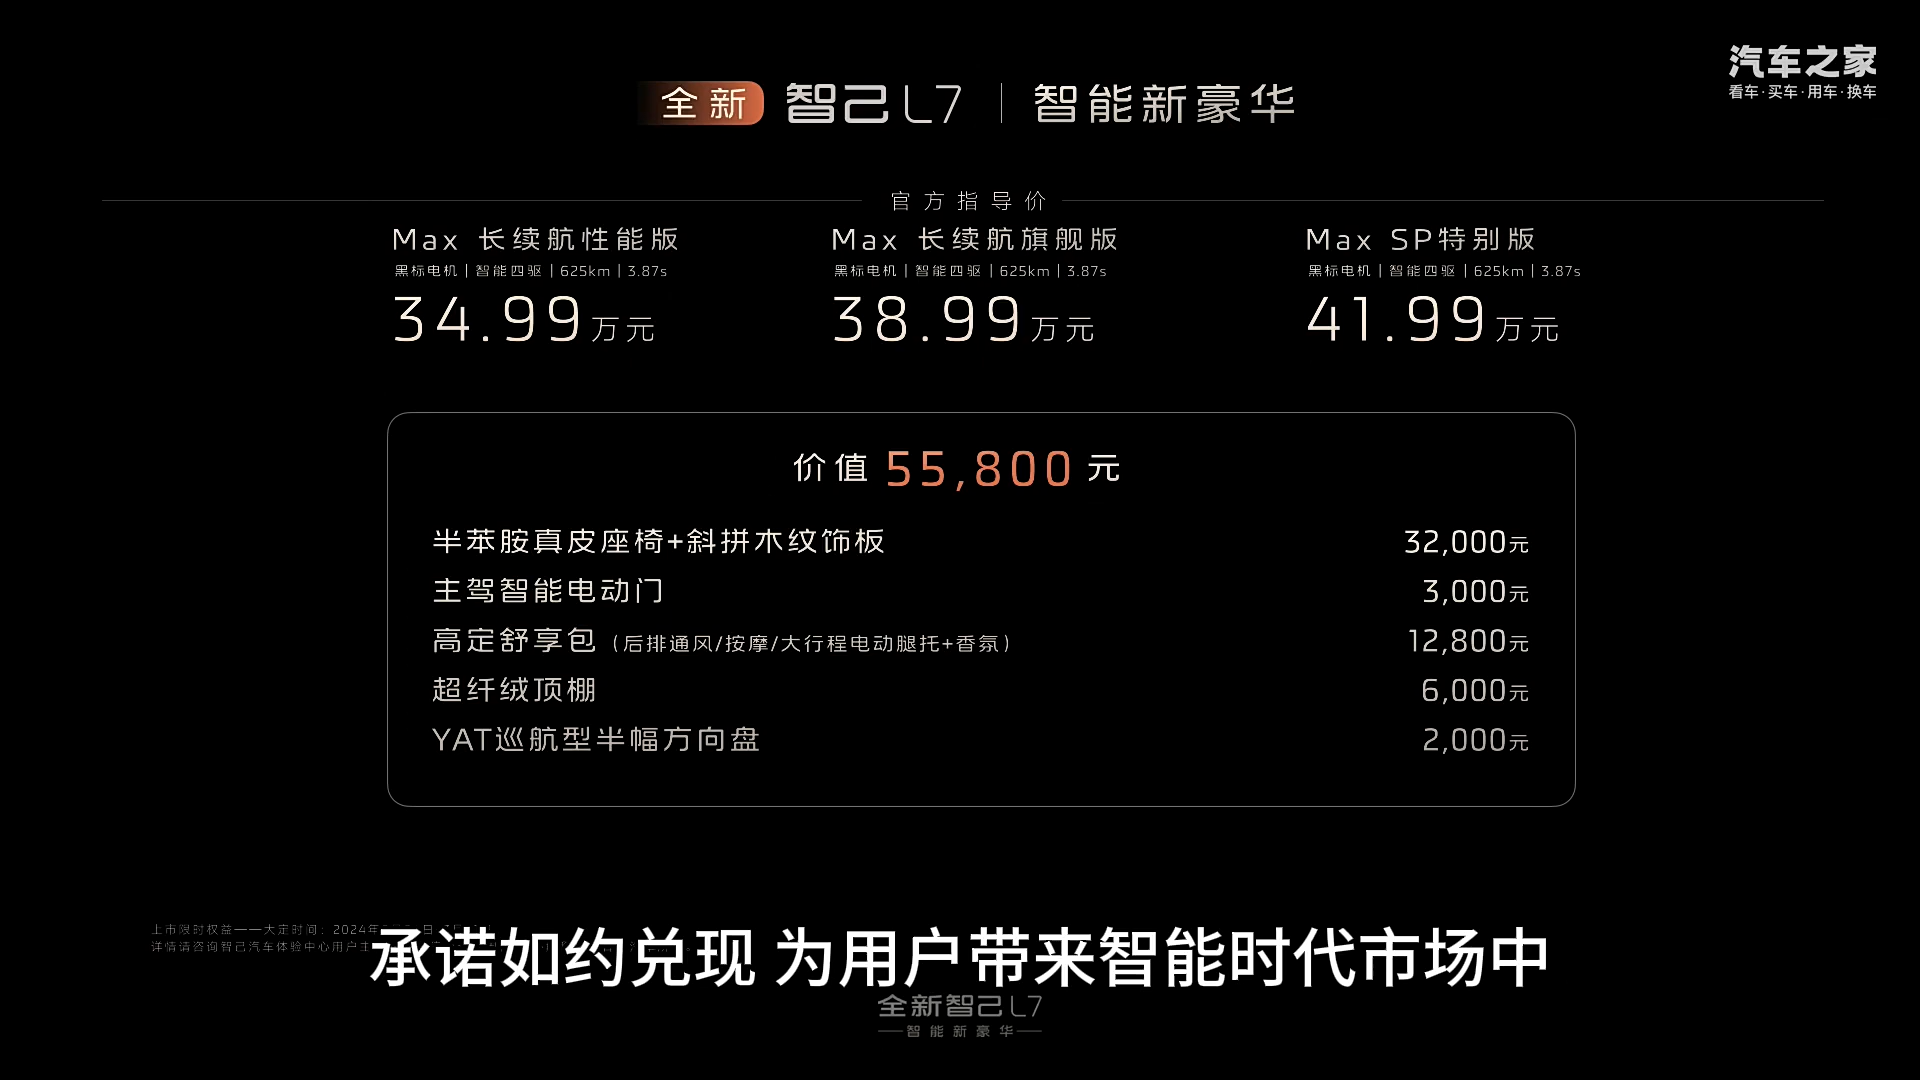 汽车之家
看车·买车·用车·换车
全新 智己L7 | 智能新豪华
官方指导价
Max 长续航性能版
黑标电机 | 智能四驱 | 625km | 3.87s
34.99万元
Max 长续航旗舰版
黑标电机 | 智能四驱 | 625km | 3.87s
38.99万元
Max SP特别版
黑标电机 | 智能四驱 | 625km | 3.87s
41.99万元
价值 55,800 元
半苯胺真皮座椅+斜拼木纹饰板 32,000元
主驾智能电动门 3,000元
高定舒享包（后排通风/按摩/大行程电动腿托+香氛） 12,800元
超纤绒顶棚 6,000元
YAT巡航型半幅方向盘 2,000元
上市限时权益——大定时间：2024年
详情请咨询智己汽车体验中心用户主
承诺如约兑现 为用户带来智能时代市场中
全新智己L7
智能新豪华